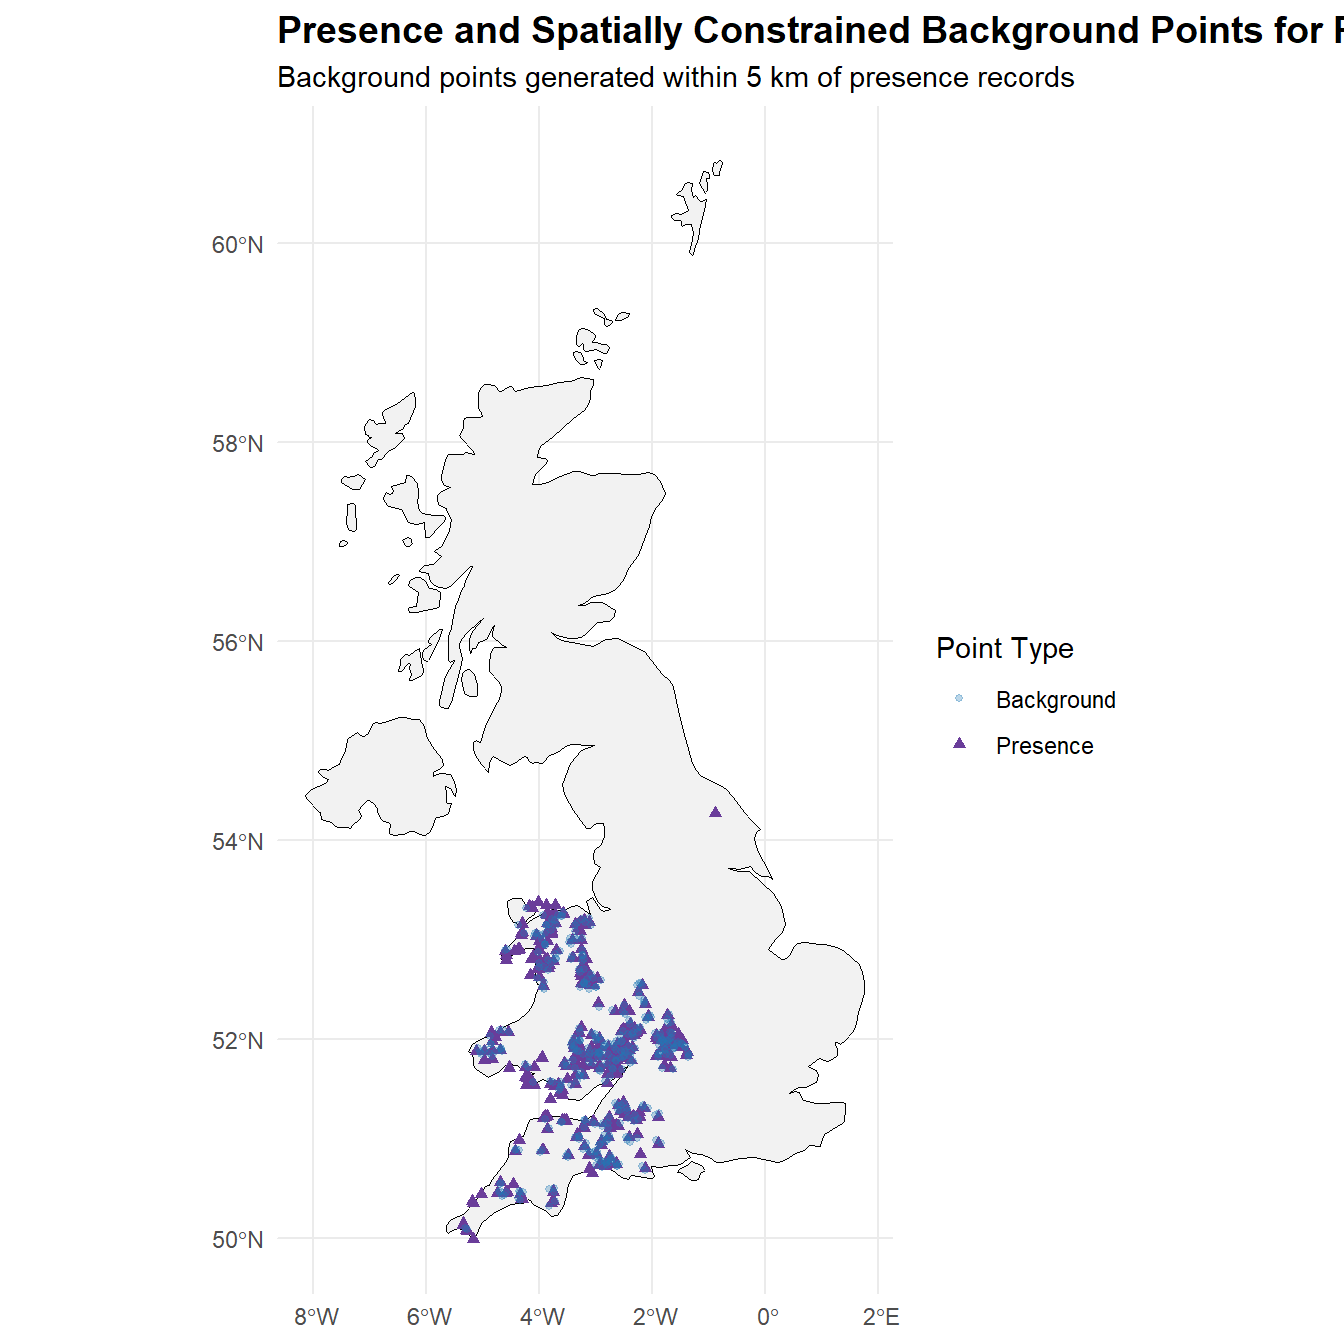 Presence and Spatially Constrained Background Points for
Background points generated within 5 km of presence records
60°N
58°N
56°N
54°N
52°N
50°N
8°W 6°W 4°W 2°W 0° 2°E
Point Type
Background
Presence